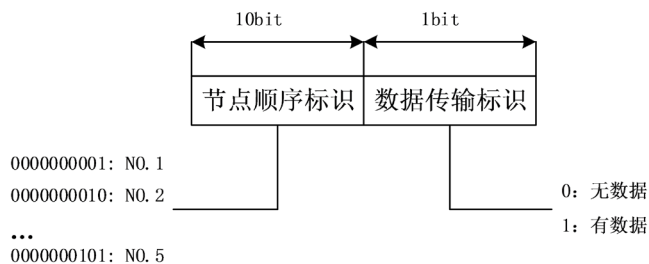 10bit 1bit
节点顺序标识 数据传输标识
0000000001: NO.1
0000000010: NO.2
...
0000000101: NO.5
0: 无数据
1: 有数据